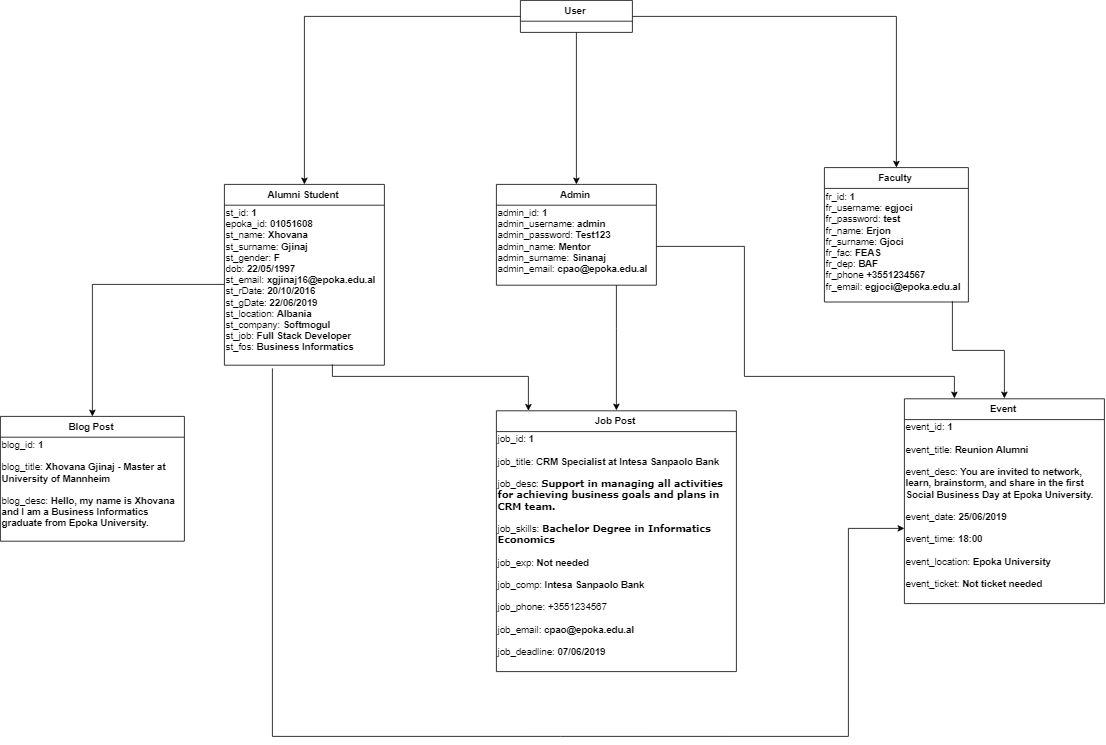 User
Alumni Student
st_id: 1
epoka_id: 01051608
st_name: Xhovana
st_surname: Gjinaj
st_gender: F
dob: 22/05/1997
st_email: xgjinaj16@epoka.edu.al
st_rDate: 20/10/2016
st_gDate: 22/06/2019
st_location: Albania
st_company: Softmogul
st_job: Full Stack Developer
st_fos: Business Informatics
Admin
admin_id: 1
admin_username: admin
admin_password: Test123
admin_name: Mentor
admin_surname: Sinanaj
admin_email: cpao@epoka.edu.al
Faculty
fr_id: 1
fr_username: egjoci
fr_password: test
fr_name: Erjon
fr_surname: Gjoci
fr_fac: FEAS
fr_dep: BAF
fr_phone +3551234567
fr_email: egjoci@epoka.edu.al
Blog Post
blog_id: 1
blog_title: Xhovana Gjinaj - Master at
University of Mannheim
blog_desc: Hello, my name is Xhovana
and I am a Business Informatics
graduate from Epoka University.
Job Post
job_id: 1
job_title: CRM Specialist at Intesa Sanpaolo Bank
job_desc: Support in managing all activities
for achieving business goals and plans in
CRM team.
job_skills: Bachelor Degree in Informatics
Economics
job_exp: Not needed
job_comp: Intesa Sanpaolo Bank
job_phone: +3551234567
job_email: cpao@epoka.edu.al
job_deadline: 07/06/2019
Event
event_id: 1
event_title: Reunion Alumni
event_desc: You are invited to network,
learn, brainstorm, and share in the first
Social Business Day at Epoka University.
event_date: 25/06/2019
event_time: 18:00
event_location: Epoka University
event_ticket: Not ticket needed